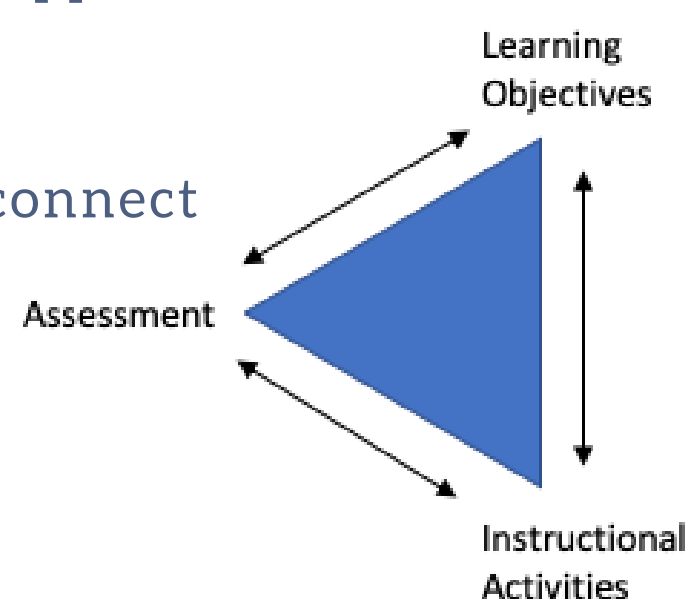 Learning
Objectives
connect
Assessment
Instructional
Activities